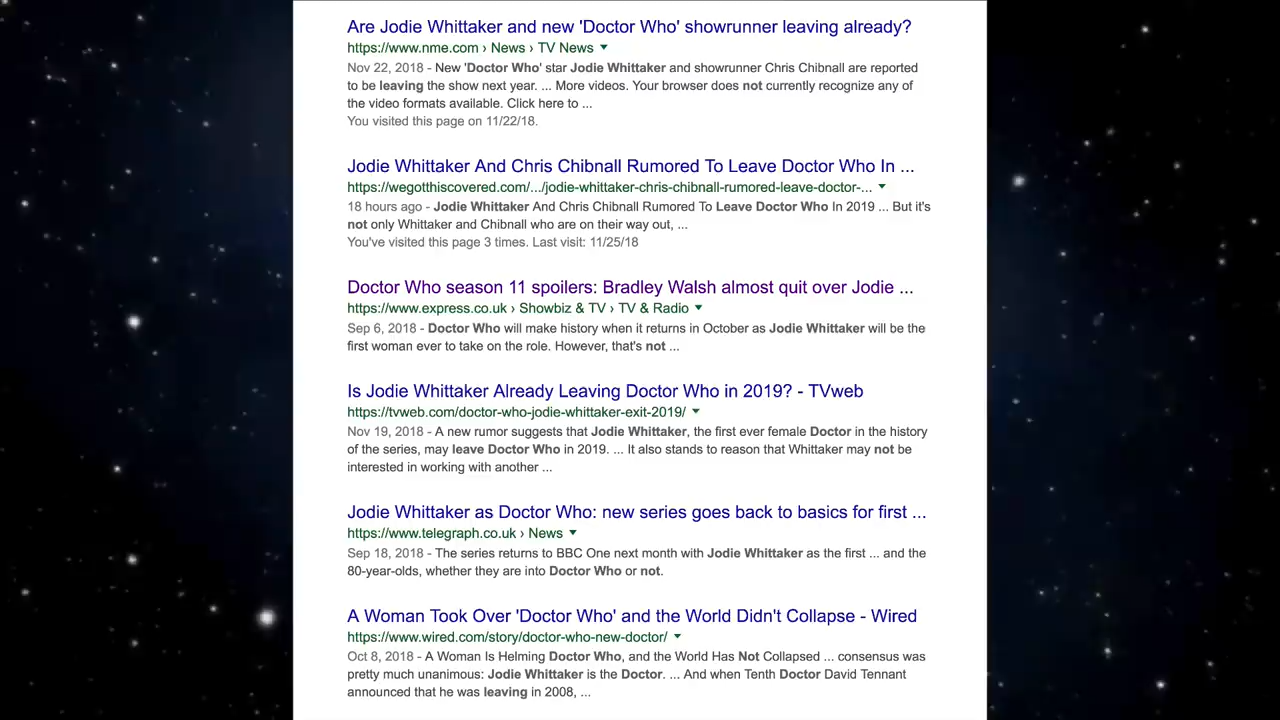 Are Jodie Whittaker and new 'Doctor Who' showrunner leaving already?
https://www.nme.com › News › TV News
Nov 22, 2018 - New 'Doctor Who' star Jodie Whittaker and showrunner Chris Chibnall are reported
to be leaving the show next year. ... More videos. Your browser does not currently recognize any of
the video formats available. Click here to ...
You visited this page on 11/22/18.
Jodie Whittaker And Chris Chibnall Rumored To Leave Doctor Who In ...
https://wegotthiscovered.com/.../jodie-whittaker-chris-chibnall-rumored-leave-doctor-...
18 hours ago - Jodie Whittaker And Chris Chibnall Rumored To Leave Doctor Who In 2019 ... But it's
not only Whittaker and Chibnall who are on their way out, ...
You've visited this page 3 times. Last visit: 11/25/18
Doctor Who season 11 spoilers: Bradley Walsh almost quit over Jodie ...
https://www.express.co.uk › Showbiz & TV › TV & Radio
Sep 6, 2018 - Doctor Who will make history when it returns in October as Jodie Whittaker will be the
first woman ever to take on the role. However, that's not ...
Is Jodie Whittaker Already Leaving Doctor Who in 2019? - TVweb
https://tvweb.com/doctor-who-jodie-whittaker-exit-2019/
Nov 19, 2018 - A new rumor suggests that Jodie Whittaker, the first ever female Doctor in the history
of the series, may leave Doctor Who in 2019. ... It also stands to reason that Whittaker may not be
interested in working with another ...
Jodie Whittaker as Doctor Who: new series goes back to basics for first ...
https://www.telegraph.co.uk › News
Sep 18, 2018 - The series returns to BBC One next month with Jodie Whittaker as the first ... and the
80-year-olds, whether they are into Doctor Who or not.
A Woman Took Over 'Doctor Who' and the World Didn't Collapse - Wired
https://www.wired.com/story/doctor-who-new-doctor/
Oct 8, 2018 - A Woman Is Helming Doctor Who, and the World Has Not Collapsed ... consensus was
pretty much unanimous: Jodie Whittaker is the Doctor. ... And when Tenth Doctor David Tennant
announced that he was leaving in 2008, ...